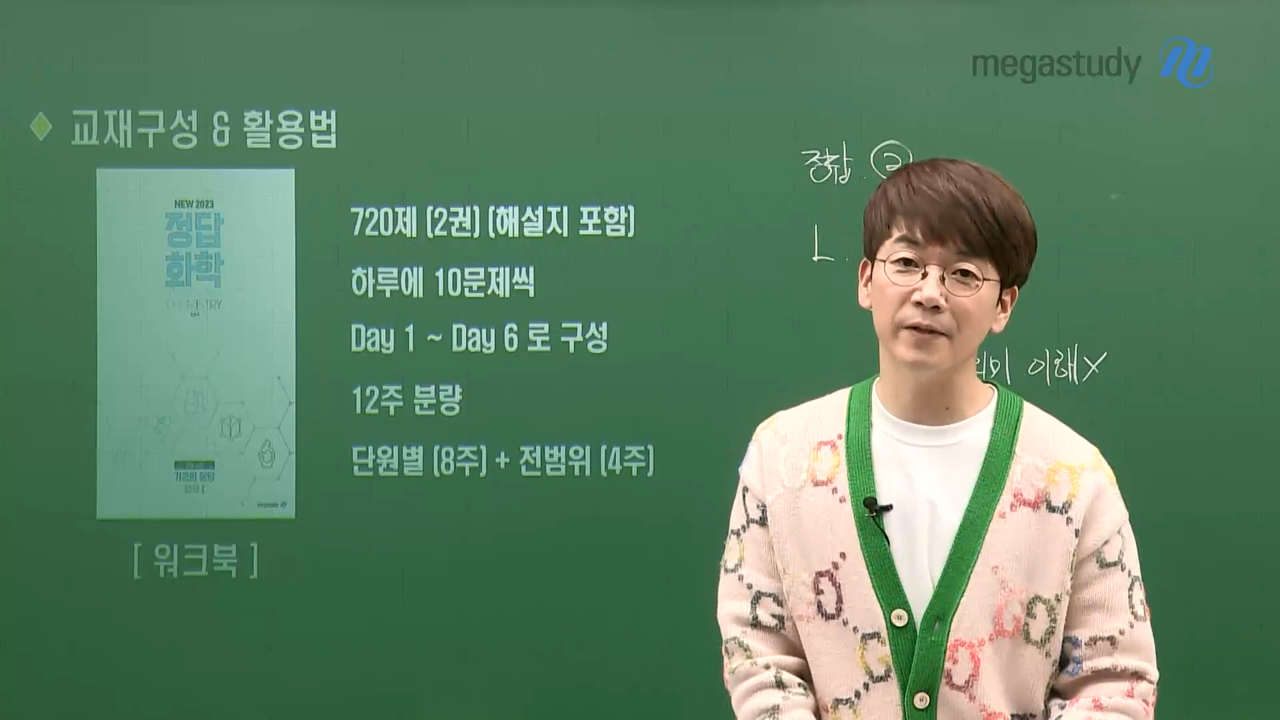 megastudy
◆ 교재구성 & 활용법
NEW 2023
정답
화학
CHEMISTRY
720제 (2권) (해설지 포함)
하루에 10문제씩
Day 1 ~ Day 6 로 구성
12주 분량
단원별 (8주) + 전범위 (4주)
[ 워크북 ]
L.
의미 이해X